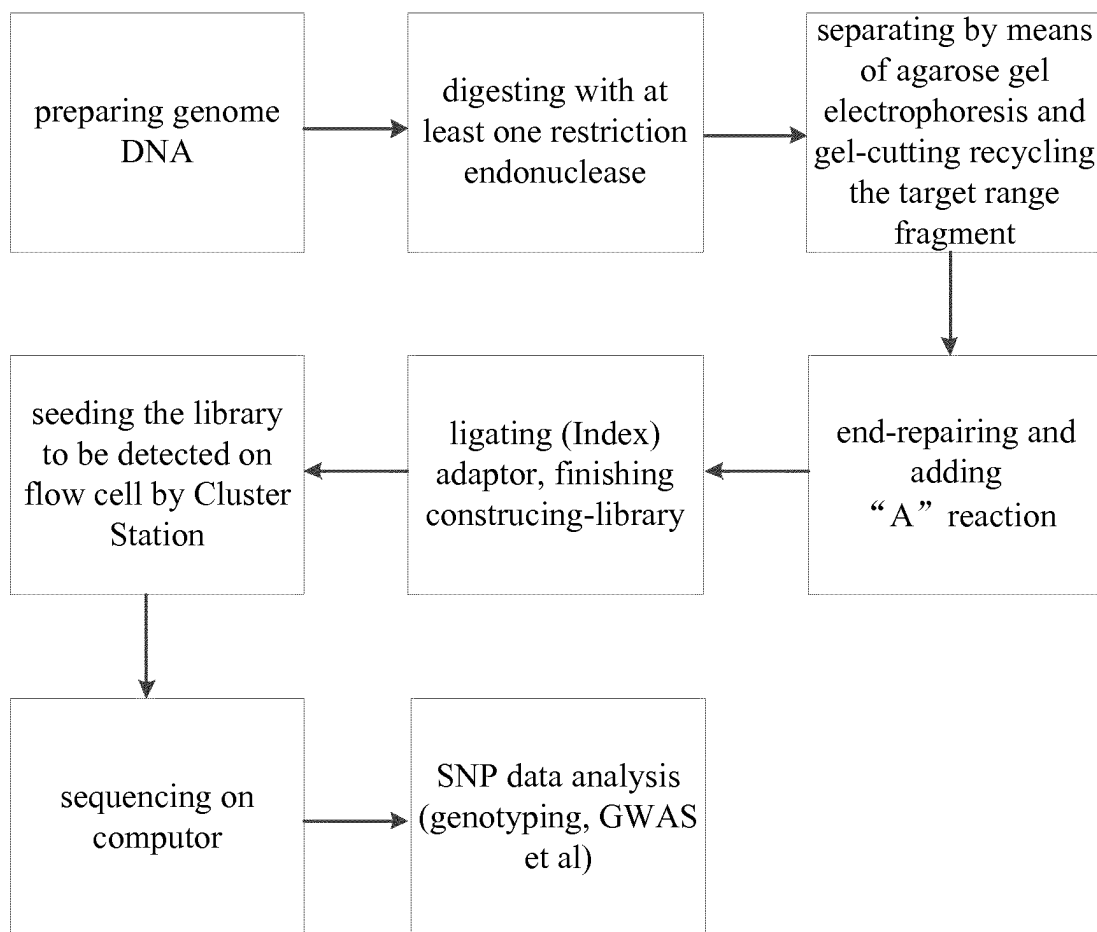 preparing genome
DNA
digesting with at
least one restriction
endonuclease
separating by means
of agarose gel
electrophoresis and
gel-cutting recycling
the target range
fragment
end-repairing and
adding
“A” reaction
ligating (Index)
adaptor, finishing
construcing-library
seeding the library
to be detected on
flow cell by Cluster
Station
sequencing on
computor
SNP data analysis
(genotyping, GWAS
et al)